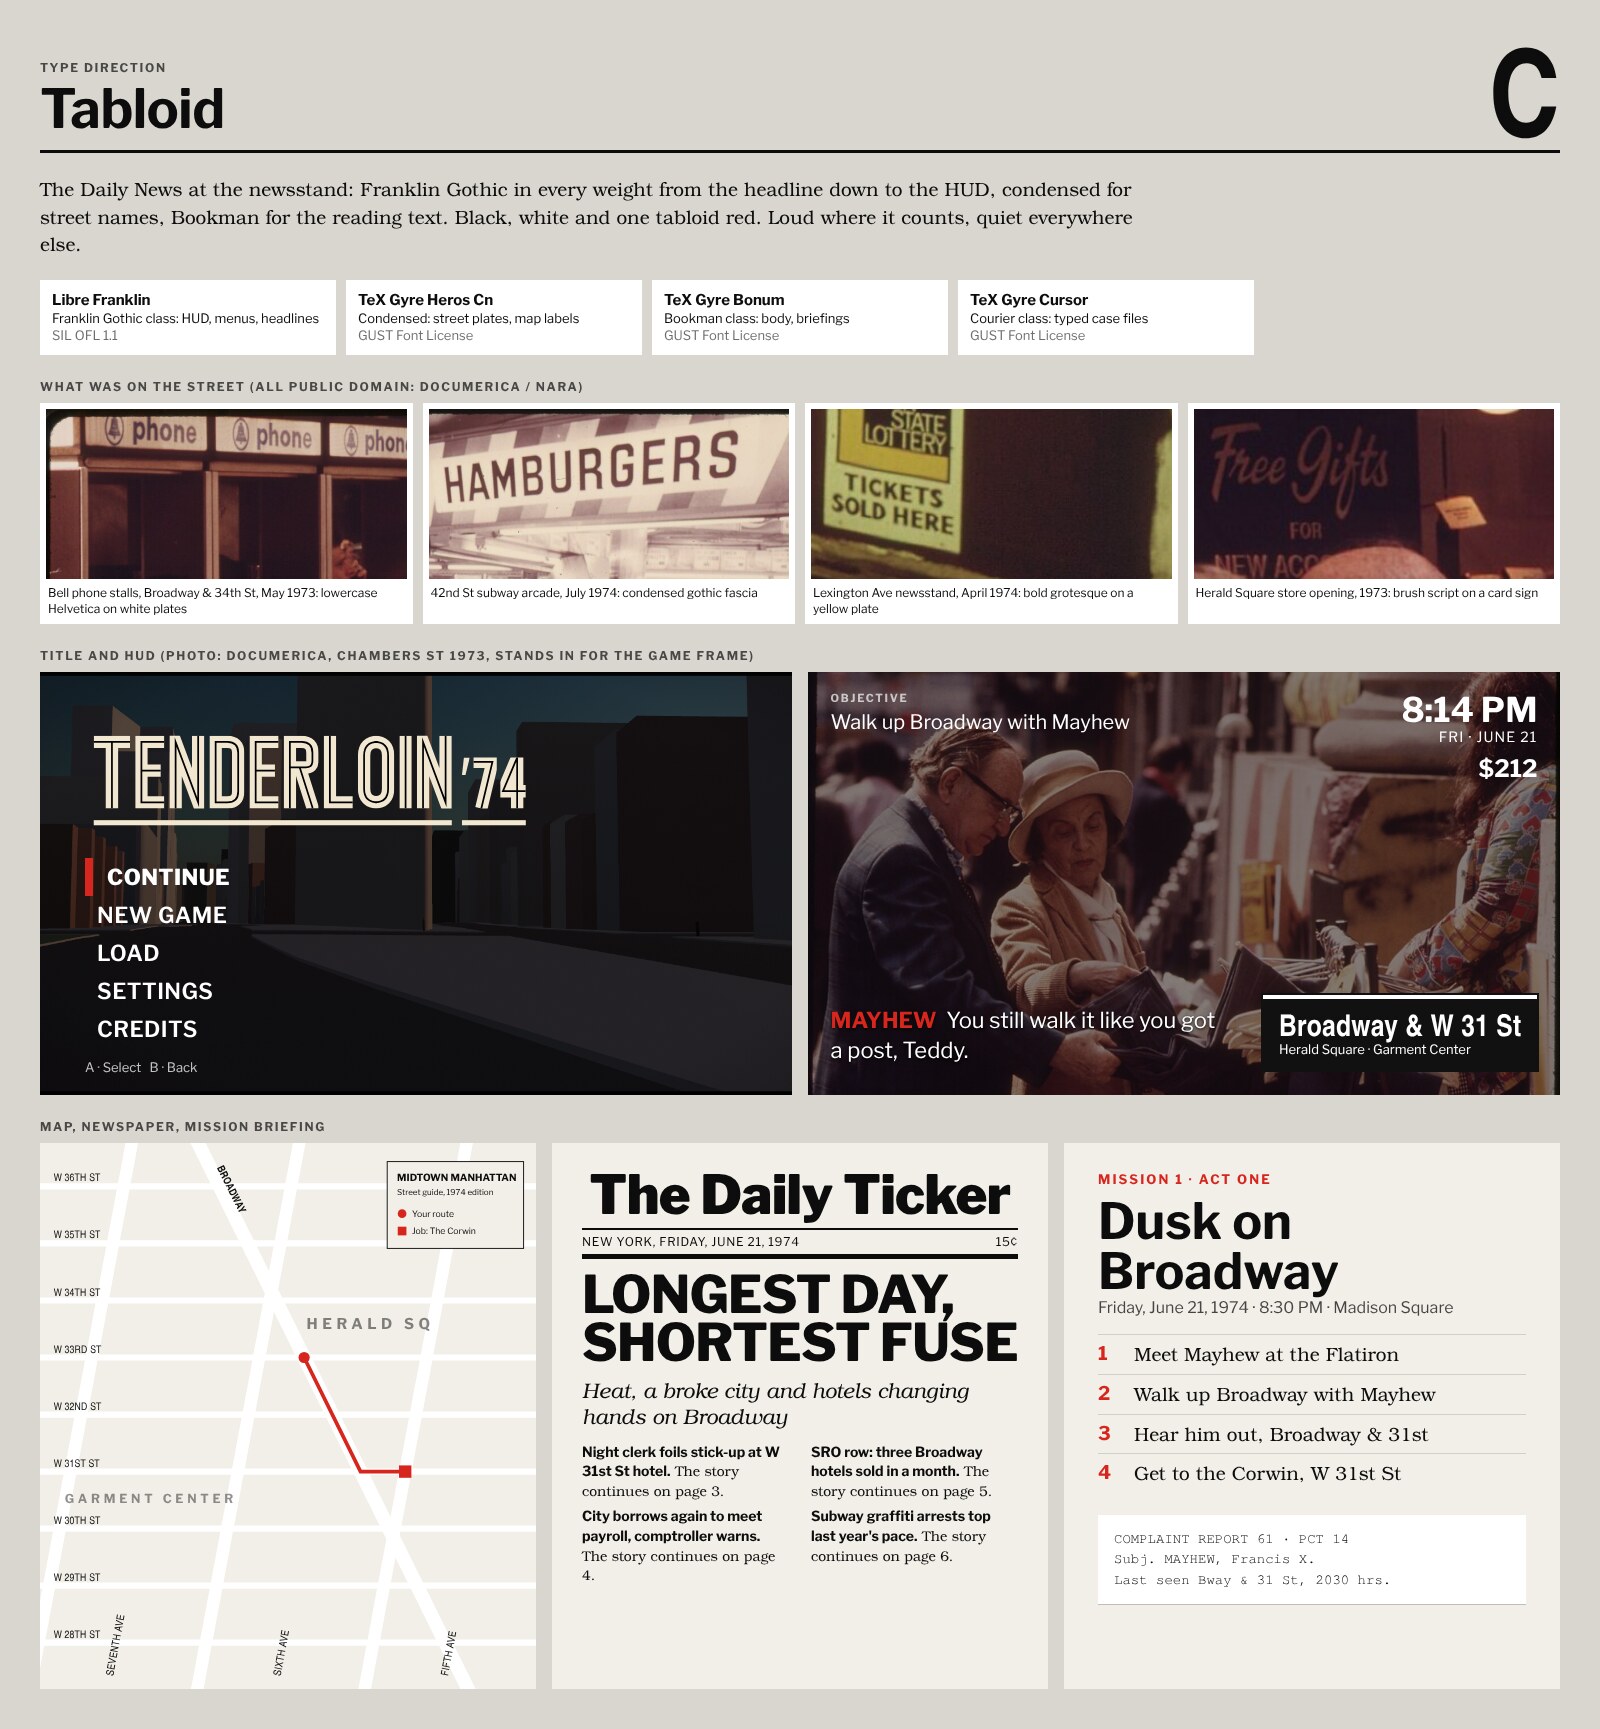 TYPE DIRECTION
Tabloid
C
The Daily News at the newsstand: Franklin Gothic in every weight from the headline down to the HUD, condensed for
street names, Bookman for the reading text. Black, white and one tabloid red. Loud where it counts, quiet everywhere
else.
Libre Franklin
Franklin Gothic class: HUD, menus, headlines
SIL OFL 1.1
TeX Gyre Heros Cn
Condensed: street plates, map labels
GUST Font License
TeX Gyre Bonum
Bookman class: body, briefings
GUST Font License
TeX Gyre Cursor
Courier class: typed case files
GUST Font License
WHAT WAS ON THE STREET (ALL PUBLIC DOMAIN: DOCUMERICA / NARA)
phone
phone
phon
Bell phone stalls, Broadway & 34th St, May 1973: lowercase
Helvetica on white plates
HAMBURGERS
42nd St subway arcade, July 1974: condensed gothic fascia
STATE
LOTTERY
TICKETS
SOLD HERE
Lexington Ave newsstand, April 1974: bold grotesque on a
yellow plate
Free Gifts
FOR
NEW ACC
Herald Square store opening, 1973: brush script on a card sign
TITLE AND HUD (PHOTO: DOCUMERICA, CHAMBERS ST 1973, STANDS IN FOR THE GAME FRAME)
TENDERLOIN '74
CONTINUE
NEW GAME
LOAD
SETTINGS
CREDITS
A · Select B · Back
OBJECTIVE
Walk up Broadway with Mayhew
8:14 PM
FRI · JUNE 21
$212
MAYHEW You still walk it like you got
a post, Teddy.
Broadway & W 31 St
Herald Square · Garment Center
MAP, NEWSPAPER, MISSION BRIEFING
W 36TH ST
BROADWAY
MIDTOWN MANHATTAN
Street guide, 1974 edition
Your route
Job: The Corwin
W 35TH ST
W 34TH ST
HERALD SQ
W 33RD ST
W 32ND ST
W 31ST ST
GARMENT CENTER
W 30TH ST
W 29TH ST
W 28TH ST
SEVENTH AVE
SIXTH AVE
FIFTH AVE
The Daily Ticker
NEW YORK, FRIDAY, JUNE 21, 1974 15¢
LONGEST DAY,
SHORTEST FUSE
Heat, a broke city and hotels changing
hands on Broadway
Night clerk foils stick-up at W
31st St hotel. The story
continues on page 3.
City borrows again to meet
payroll, comptroller warns.
The story continues on page
4.
SRO row: three Broadway
hotels sold in a month. The
story continues on page 5.
Subway graffiti arrests top
last year's pace. The story
continues on page 6.
MISSION 1 · ACT ONE
Dusk on
Broadway
Friday, June 21, 1974 · 8:30 PM · Madison Square
1 Meet Mayhew at the Flatiron
2 Walk up Broadway with Mayhew
3 Hear him out, Broadway & 31st
4 Get to the Corwin, W 31st St
COMPLAINT REPORT 61 · PCT 14
Subj. MAYHEW, Francis X.
Last seen Bway & 31 St, 2030 hrs.